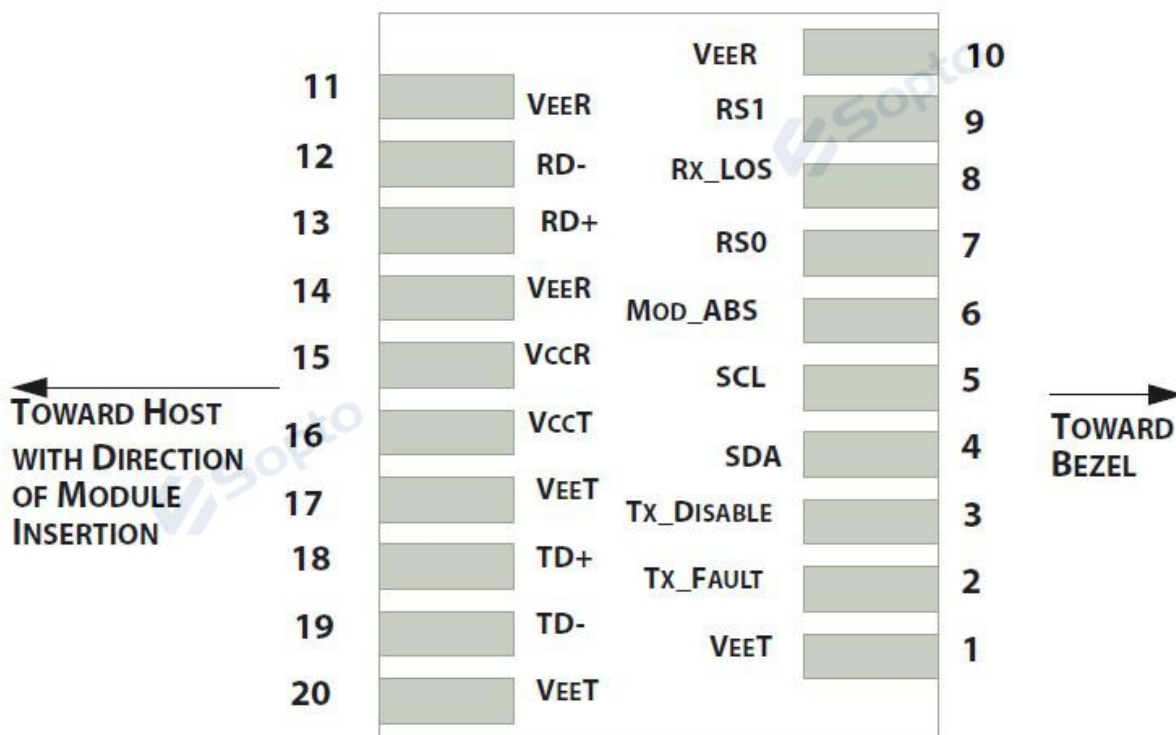 11 VEER
12 RD-
13 RD+
14 VEER
15 VCCR
16 VCCT
17 VEET
18 TD+
19 TD-
20 VEET
VEER 10
RS1 9
RX_LOS 8
RS0 7
MOD_ABS 6
SCL 5
SDA 4
TX_DISABLE 3
TX_FAULT 2
VEET 1
TOWARD HOST
WITH DIRECTION
OF MODULE
INSERTION
TOWARD
BEZEL
Sopto
Sopto